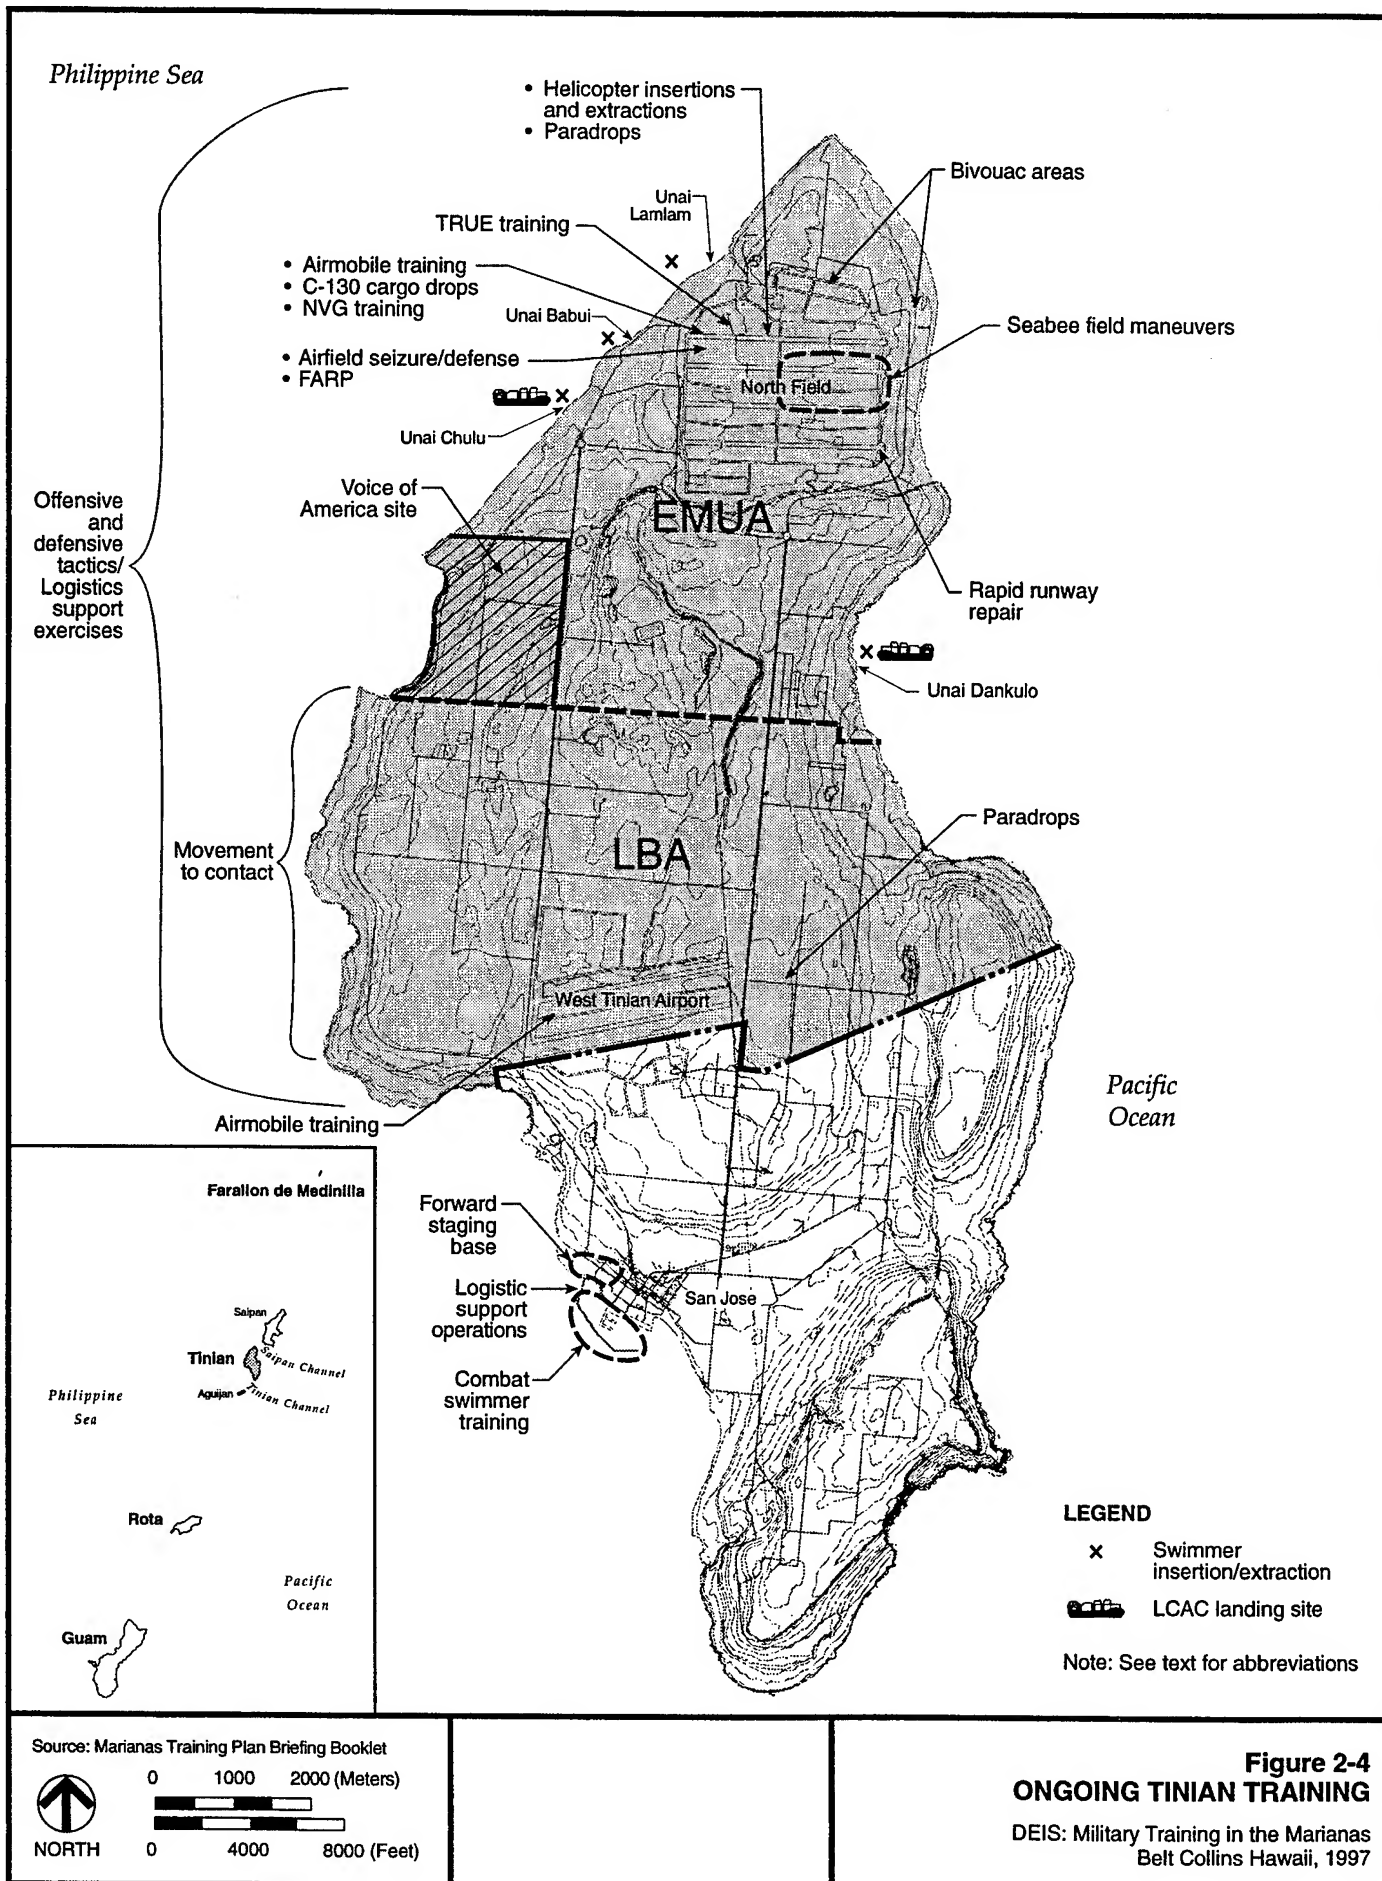 Philippine Sea
• Helicopter insertions
and extractions
• Paradrops
Bivouac areas
Unai
Lamlam
TRUE training
• Airmobile training
• C-130 cargo drops
• NVG training
Unai Babui
Seabee field maneuvers
• Airfield seizure/defense
• FARP
North Field
Unai Chulu
Voice of
America site
EMUA
Offensive
and
defensive
tactics/
Logistics
support
exercises
Rapid runway
repair
Unai Dankulo
Paradrops
Movement
to contact
LBA
West Tinian Airport
Pacific
Ocean
Airmobile training
Forward
staging
base
Logistic
support
operations
San Jose
Combat
swimmer
training
Farallon de Medinilla
Saipan
Tinian
Saipan Channel
Aguijan
Tinian Channel
Philippine
Sea
Rota
Pacific
Ocean
Guam
LEGEND
x Swimmer
insertion/extraction
LCAC landing site
Note: See text for abbreviations
Source: Marianas Training Plan Briefing Booklet
0 1000 2000 (Meters)
NORTH
0 4000 8000 (Feet)
Figure 2-4
ONGOING TINIAN TRAINING
DEIS: Military Training in the Marianas
Belt Collins Hawaii, 1997